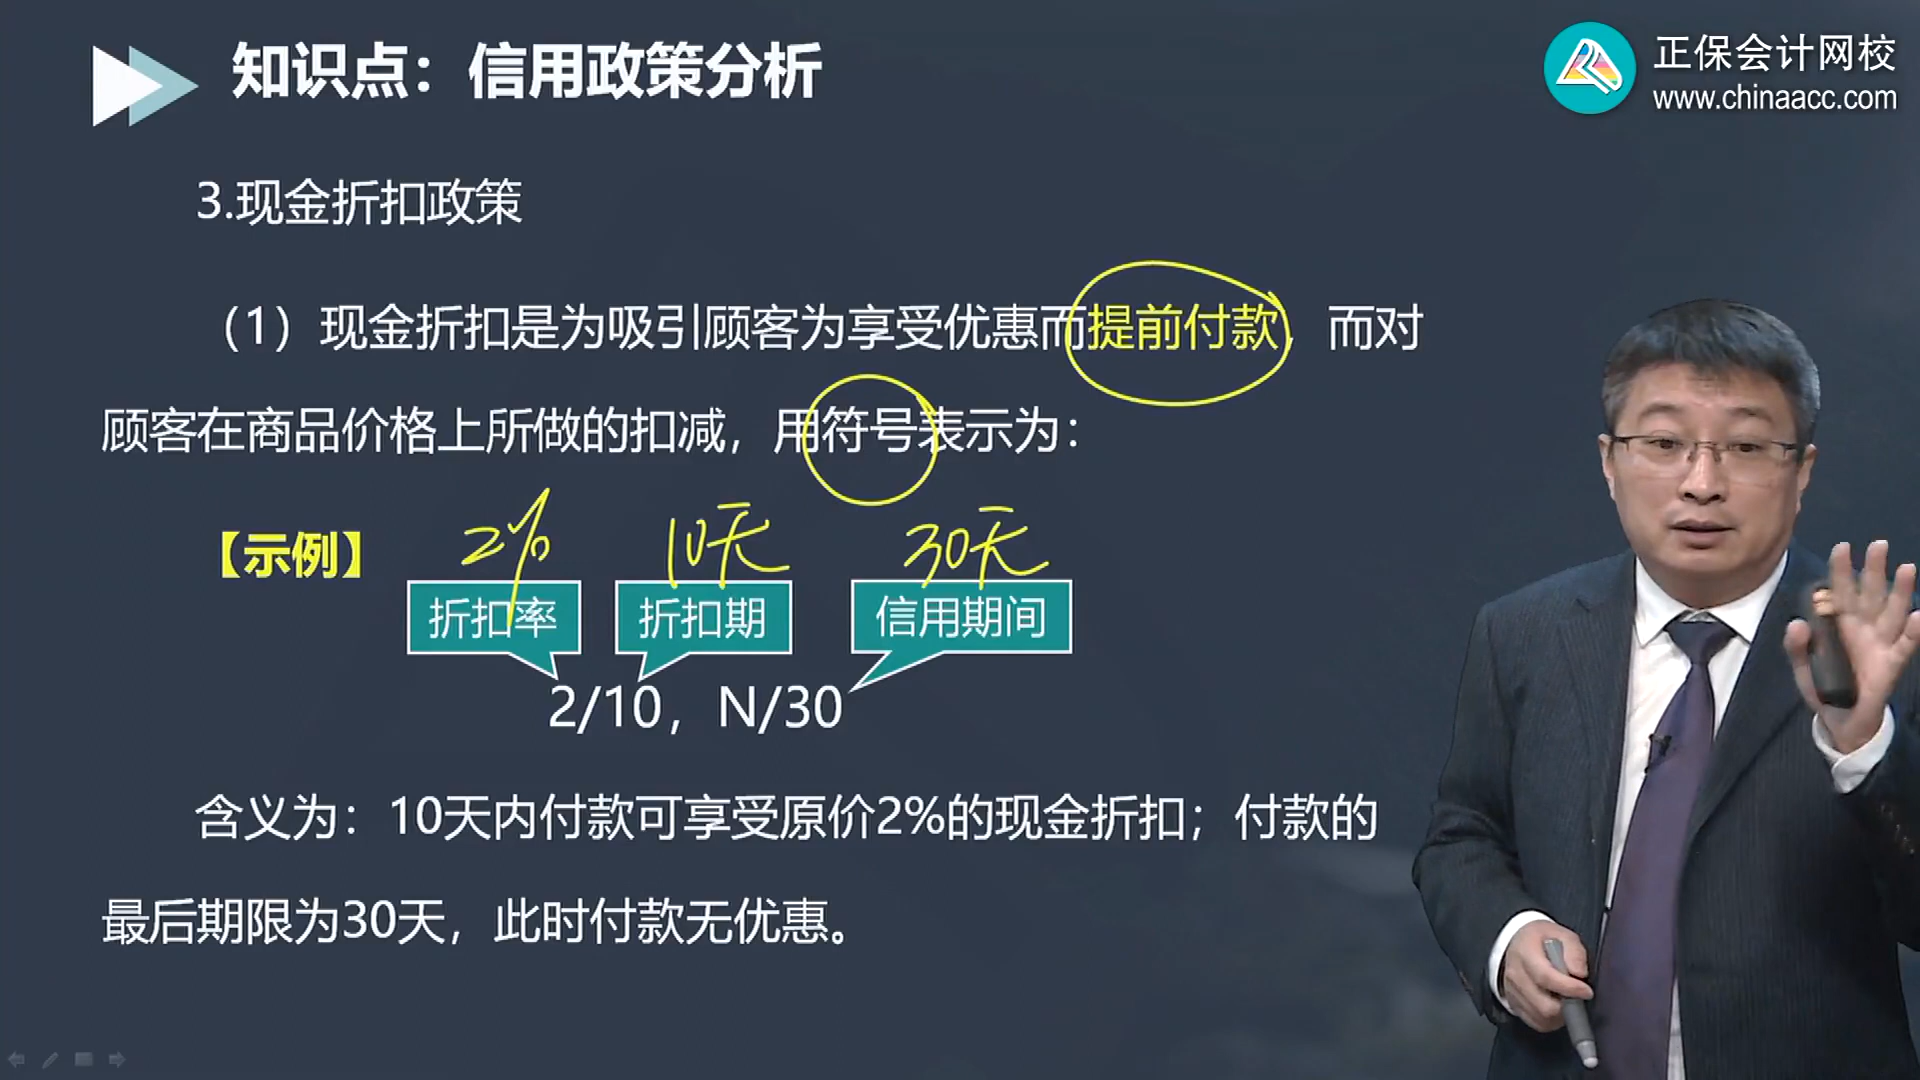 知识点：信用政策分析
正保会计网校
www.chinaacc.com
3.现金折扣政策
（1）现金折扣是为吸引顾客为享受优惠而提前付款，而对
顾客在商品价格上所做的扣减，用符号表示为：
【示例】
2% 10天 30天
折扣率 折扣期 信用期间
2/10，N/30
含义为：10天内付款可享受原价2%的现金折扣；付款的
最后期限为30天，此时付款无优惠。